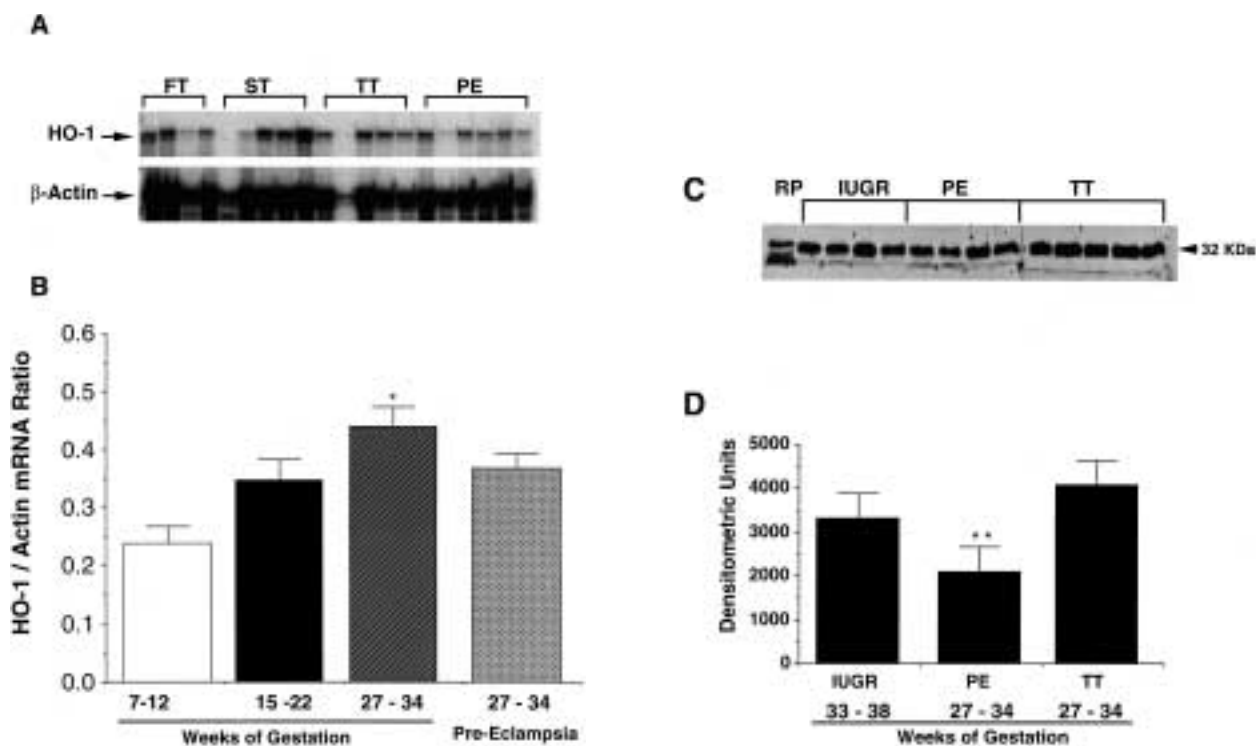 A
FT ST TT PE
HO-1
β-Actin
B
HO-1 / Actin mRNA Ratio
0.6
0.5
0.4
0.3
0.2
0.1
0.0
*
7-12 15 -22 27 - 34 27 - 34
Weeks of Gestation Pre-Eclampsia
C
RP IUGR PE TT
32 KDa
D
Densitometric Units
5000
4000
3000
2000
1000
0
**
IUGR PE TT
33 - 38 27 - 34 27 - 34
Weeks of Gestation